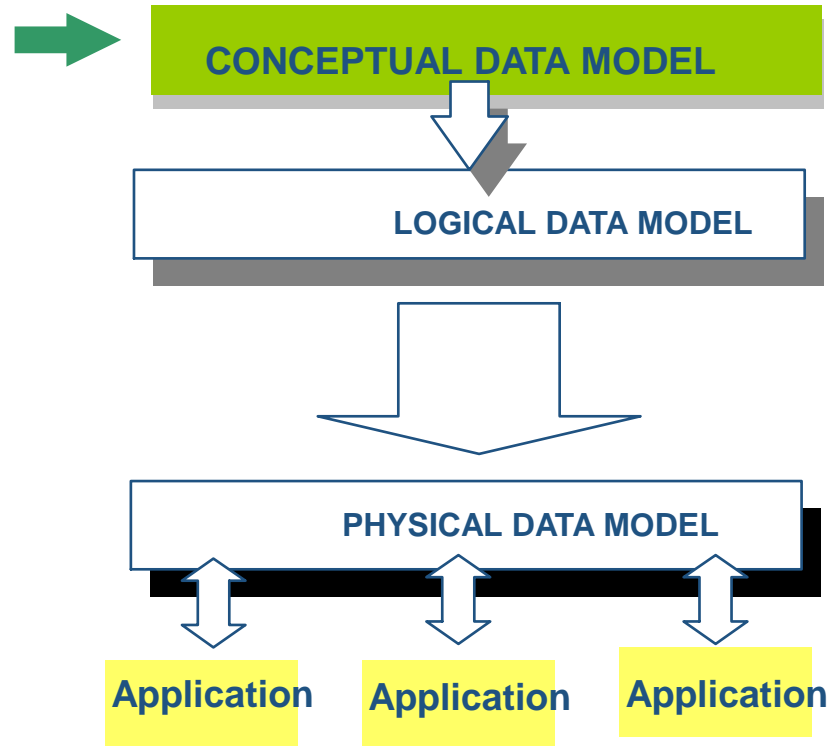 CONCEPTUAL DATA MODEL
LOGICAL DATA MODEL
PHYSICAL DATA MODEL
Application
Application
Application